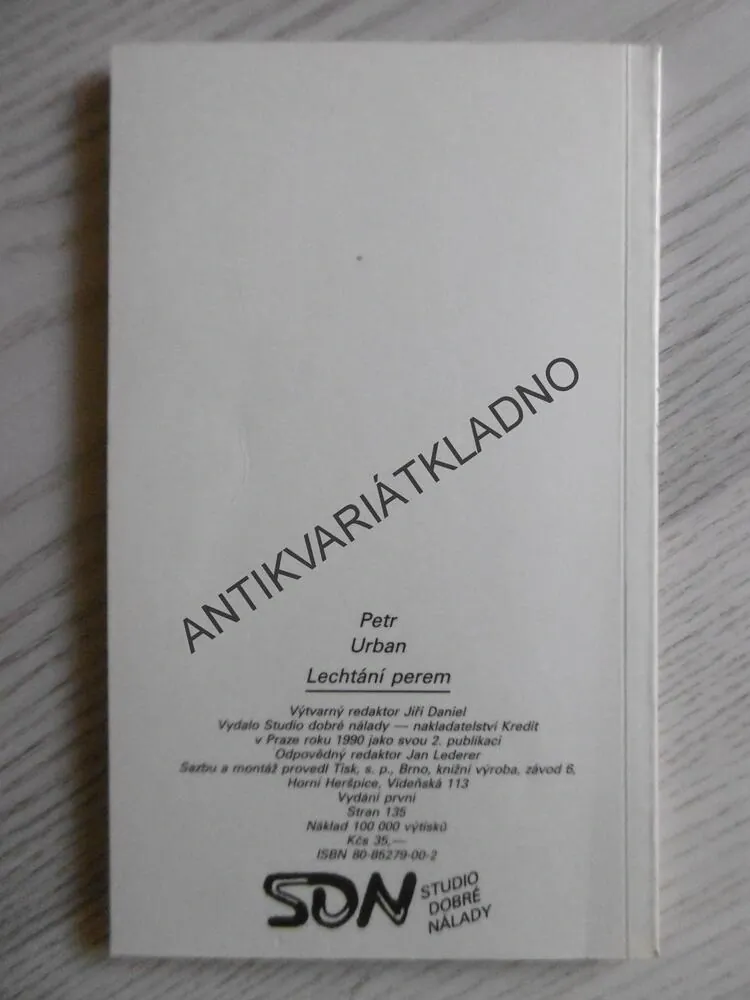 ANTIKVARIÁTKLADNO
Petr
Urban
Lechtání perem
Výtvarný redaktor Jiří Daniel
Vydalo Studio dobré nálady — nakladatelství Kredit
v Praze roku 1990 jako svou 2. publikaci
Odpovědný redaktor Jan Lederer
Sazbu a montáž provedl Tisk, s. p., Brno, knižní výroba, závod 6,
Horní Heršpice, Vídeňská 113
Vydání první
Stran 135
Náklad 100 000 výtisků
Kčs 35,—
ISBN 80-85279-00-2
SDN
STUDIO
DOBRÉ
NÁLADY